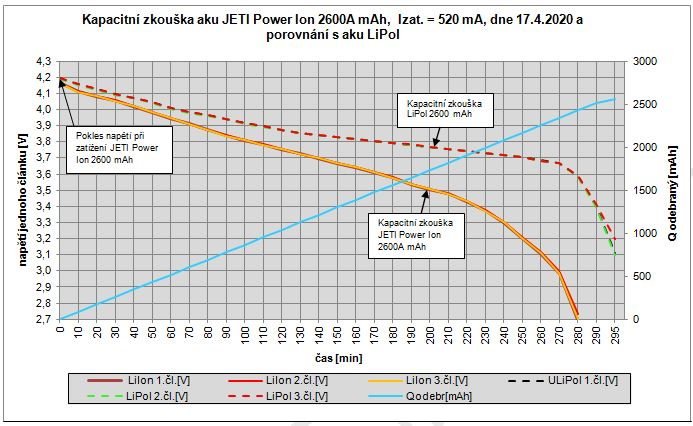 Kapacitní zkouška aku JETI Power Ion 2600A mAh, Izat. = 520 mA, dne 17.4.2020 a
porovnání s aku LiPol
napětí jednoho článku [V]
4,3
4,2
4,1
4,0
3,9
3,8
3,7
3,6
3,5
3,4
3,3
3,2
3,1
3,0
2,9
2,8
2,7
Pokles napětí při
zatížení JETI Power
Ion 2600 mAh
Kapacitní zkouška
LiPol 2600 mAh
Kapacitní zkouška
JETI Power Ion
2600A mAh
3000
2500
2000
1500
1000
500
0
Qodebraný[mAh]
0 10 20 30 40 50 60 70 80 90 100 110 120 130 140 150 160 170 180 190 200 210 220 230 240 250 260 270 280 290 295
čas [min]
LiIon 1.čl.[V] LiIon 2.čl.[V] LiIon 3.čl.[V] ULiPol 1.čl.[V]
LiPol 2.čl.[V] LiPol 3.čl.[V] Qodebr[mAh]